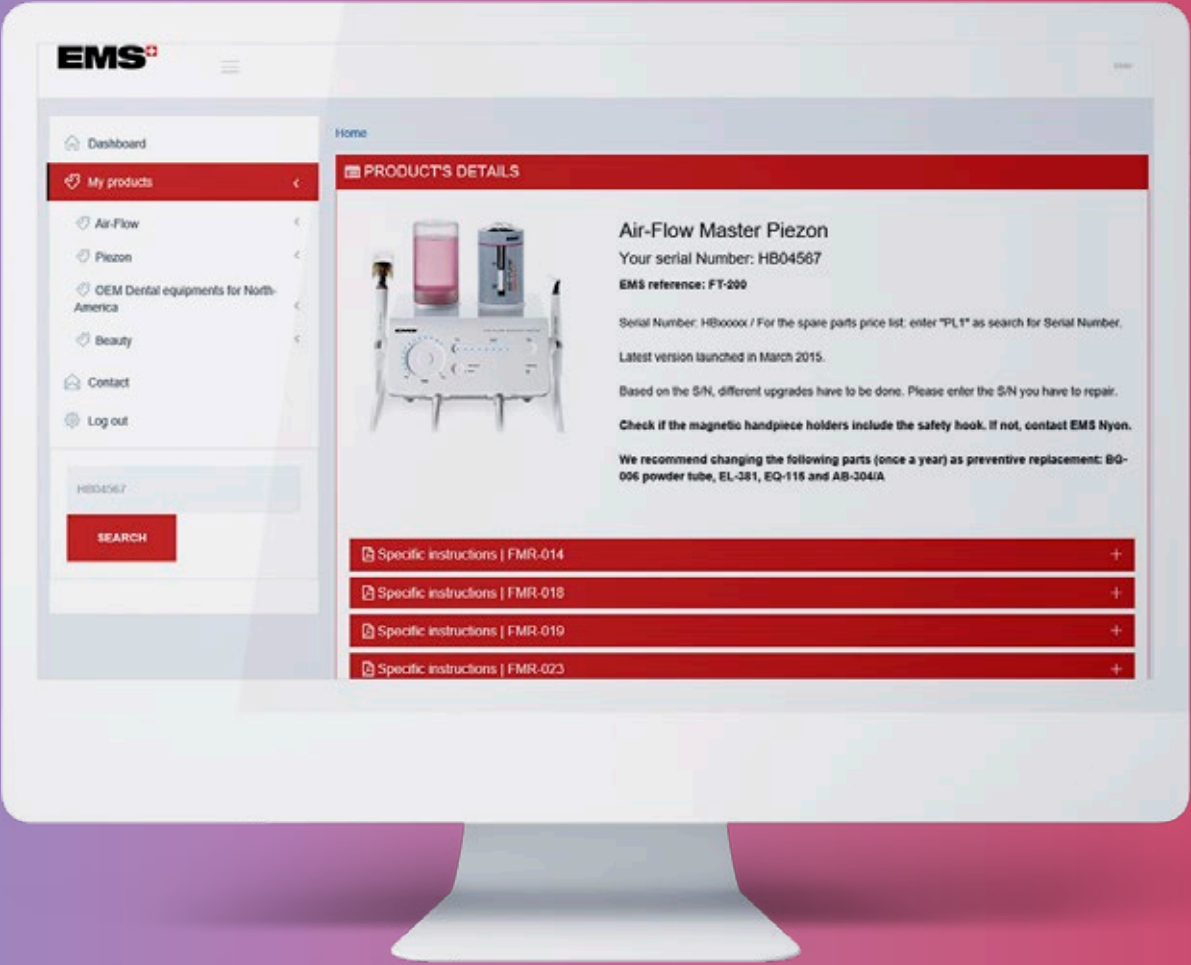 EMS
Dashboard
My products
Air-Flow
Piezon
OEM Dental equipments for North-
America
Beauty
Contact
Log out
HB04567
SEARCH
Home
PRODUCT'S DETAILS
Air-Flow Master Piezon
Your serial Number: HB04567
EMS reference: FT-200
Serial Number: HBxxxxx / For the spare parts price list: enter "PL1" as search for Serial Number.
Latest version launched in March 2015.
Based on the S/N, different upgrades have to be done. Please enter the S/N you have to repair.
Check if the magnetic handpiece holders include the safety hook. If not, contact EMS Nyon.
We recommend changing the following parts (once a year) as preventive replacement: BG-
006 powder tube, EL-381, EQ-115 and AB-304/A
Specific instructions | FMR-014
Specific instructions | FMR-018
Specific instructions | FMR-019
Specific instructions | FMR-023